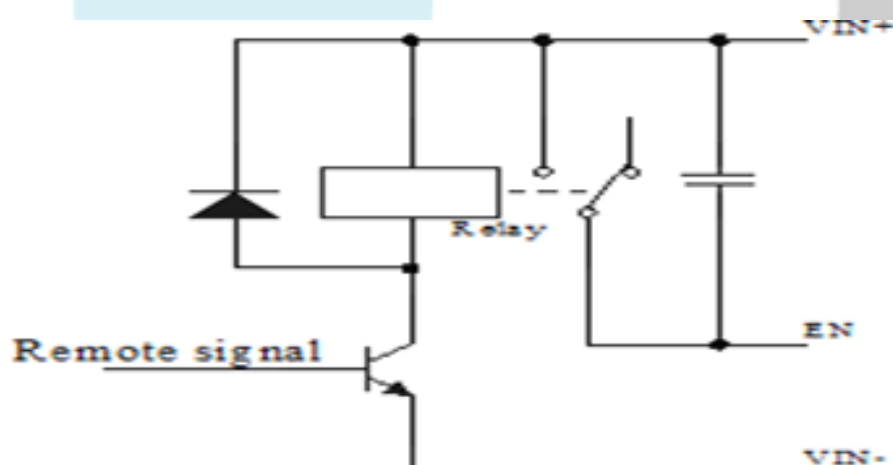 VIN+
Relay
EN
Remote signal
VIN-